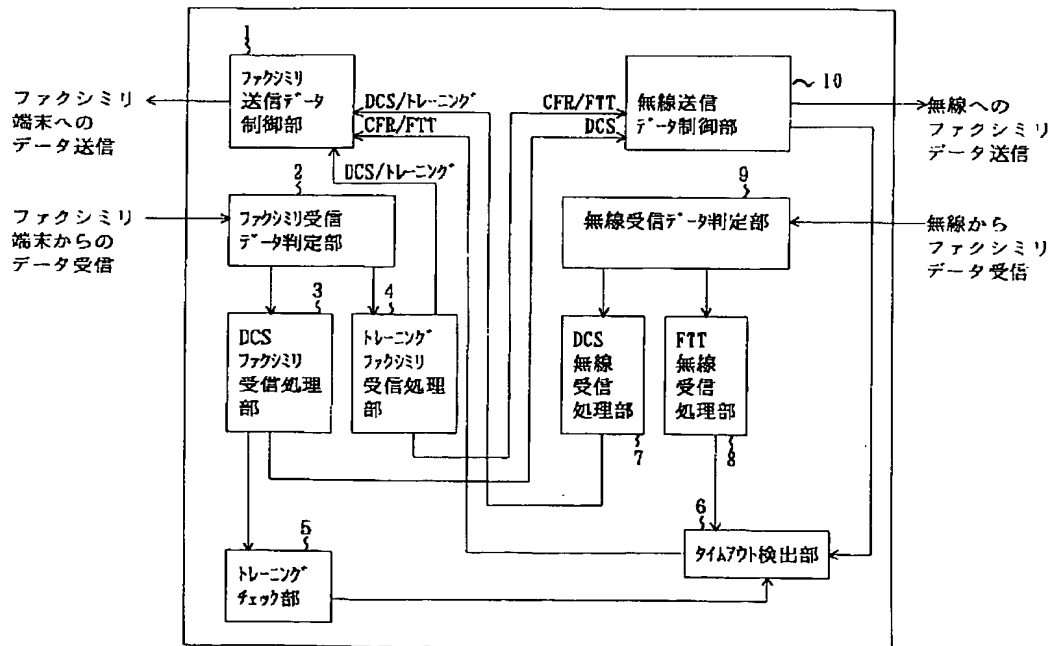 1
ファクシミリ
送信データ
制御部
ファクシミリ
端末への
データ送信
DCS/トレーニング
CFR/FTT
DCS/トレーニング
CFR/FTT
DCS
無線送信
データ制御部
～10
無線への
ファクシミリ
データ送信
2
ファクシミリ受信
データ判定部
ファクシミリ
端末からの
データ受信
9
無線受信データ判定部
無線から
ファクシミリ
データ受信
3
DCS
ファクシミリ
受信処理
部
4
トレーニング
ファクシミリ
受信処理
部
DCS
無線
受信
処理部
7
FTT
無線
受信
処理部
8
5
トレーニング
チェック部
6
タイムアウト検出部